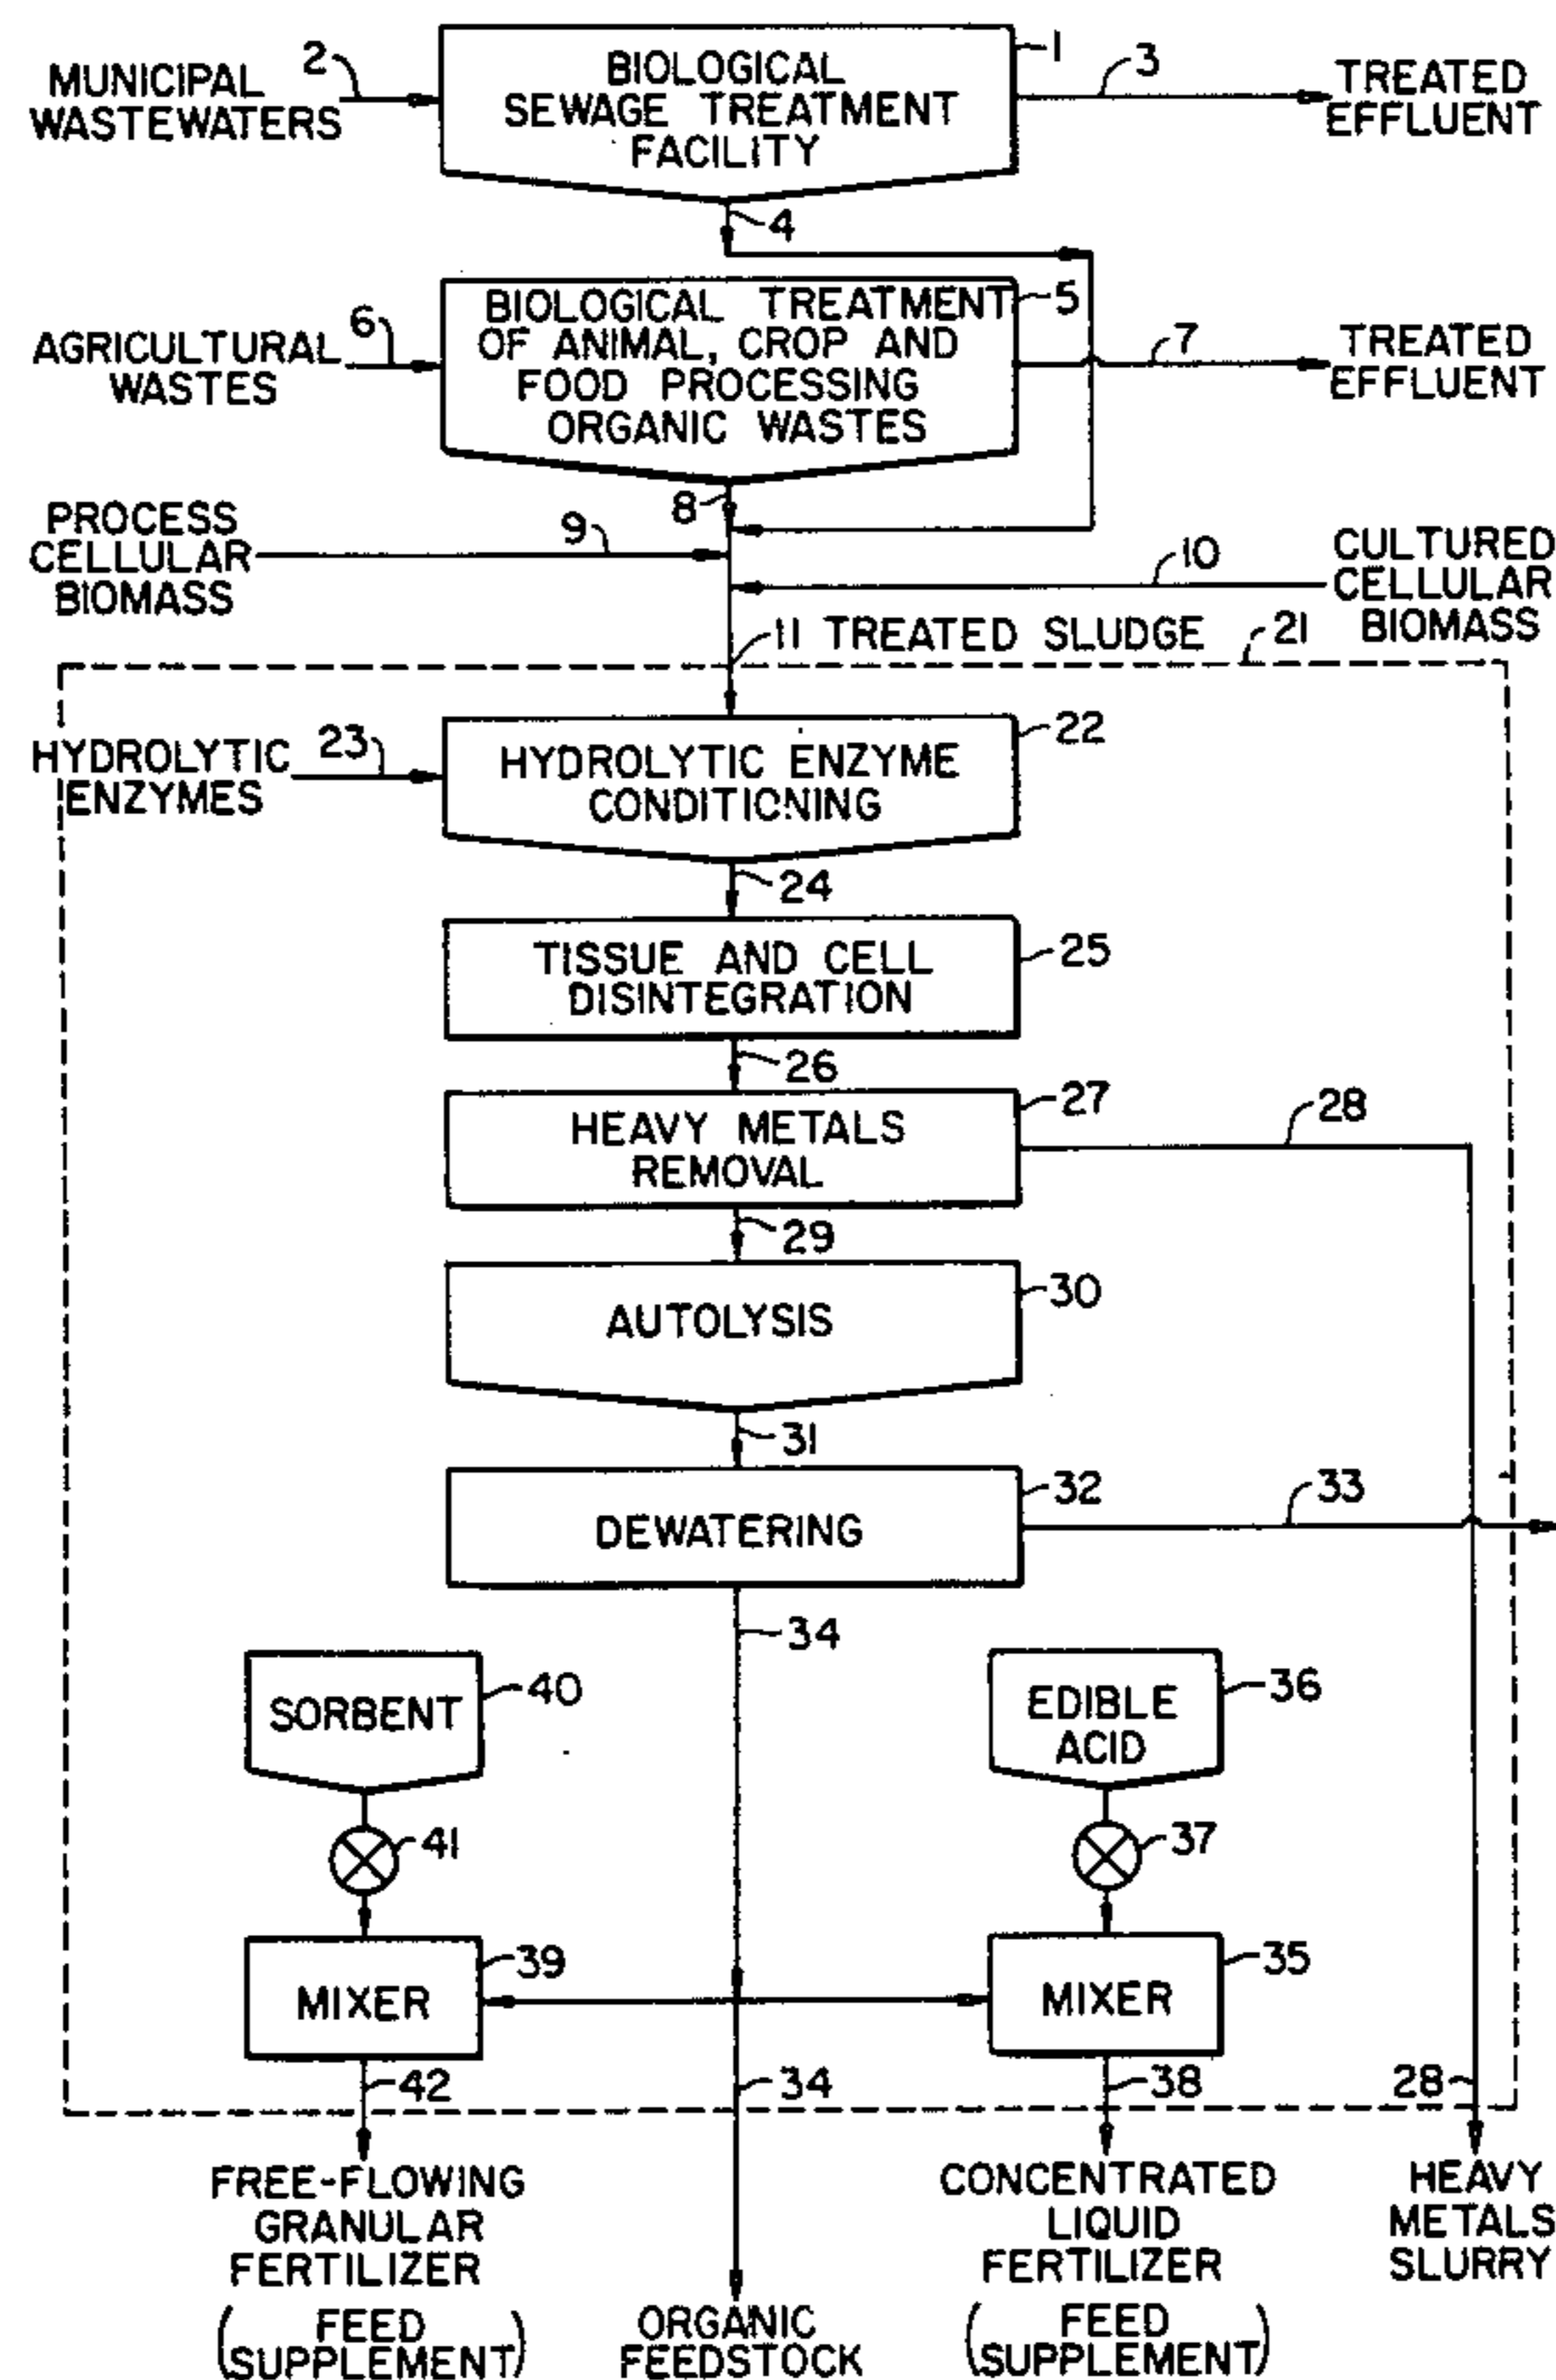 MUNICIPAL
WASTEWATERS
2
BIOLOGICAL
SEWAGE TREATMENT
FACILITY
1
3
TREATED
EFFLUENT
4
AGRICULTURAL
WASTES
6
BIOLOGICAL TREATMENT
OF ANIMAL, CROP AND
FOOD PROCESSING
ORGANIC WASTES
5
7
TREATED
EFFLUENT
8
PROCESS
CELLULAR
BIOMASS
9
10
CULTURED
CELLULAR
BIOMASS
11 TREATED SLUDGE
21
HYDROLYTIC
ENZYMES
23
HYDROLYTIC ENZYME
CONDITIONING
22
24
TISSUE AND CELL
DISINTEGRATION
25
26
HEAVY METALS
REMOVAL
27
28
29
AUTOLYSIS
30
31
DEWATERING
32
33
34
SORBENT
40
EDIBLE
ACID
36
41
37
MIXER
39
MIXER
35
42
34
38
28
FREE-FLOWING
GRANULAR
FERTILIZER
(FEED
SUPPLEMENT)
ORGANIC
FEEDSTOCK
CONCENTRATED
LIQUID
FERTILIZER
(FEED
SUPPLEMENT)
HEAVY
METALS
SLURRY